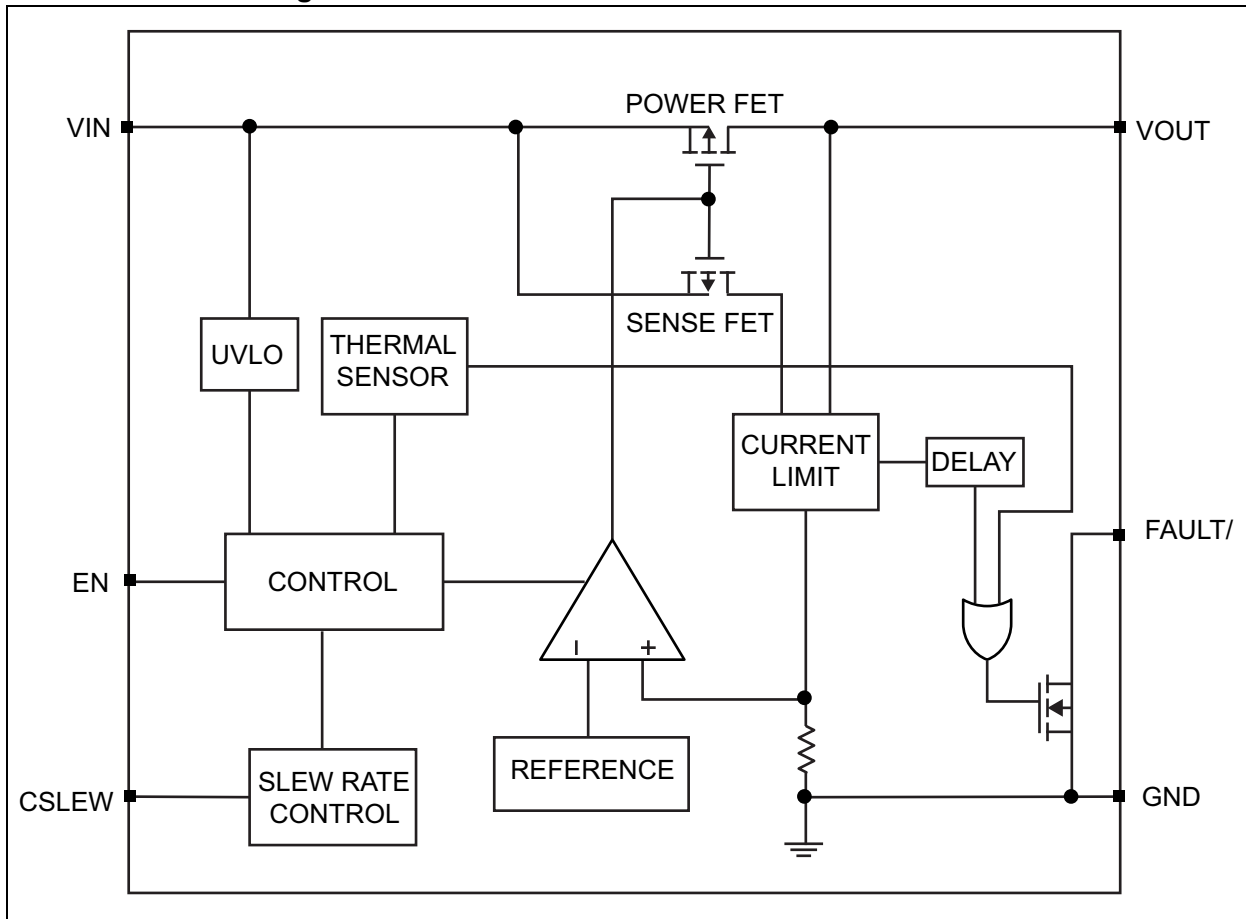 POWER FET
VIN
VOUT
SENSE FET
UVLO
THERMAL
SENSOR
CURRENT
LIMIT
DELAY
FAULT/
EN
CONTROL
– +
REFERENCE
SLEW RATE
CONTROL
CSLEW
GND